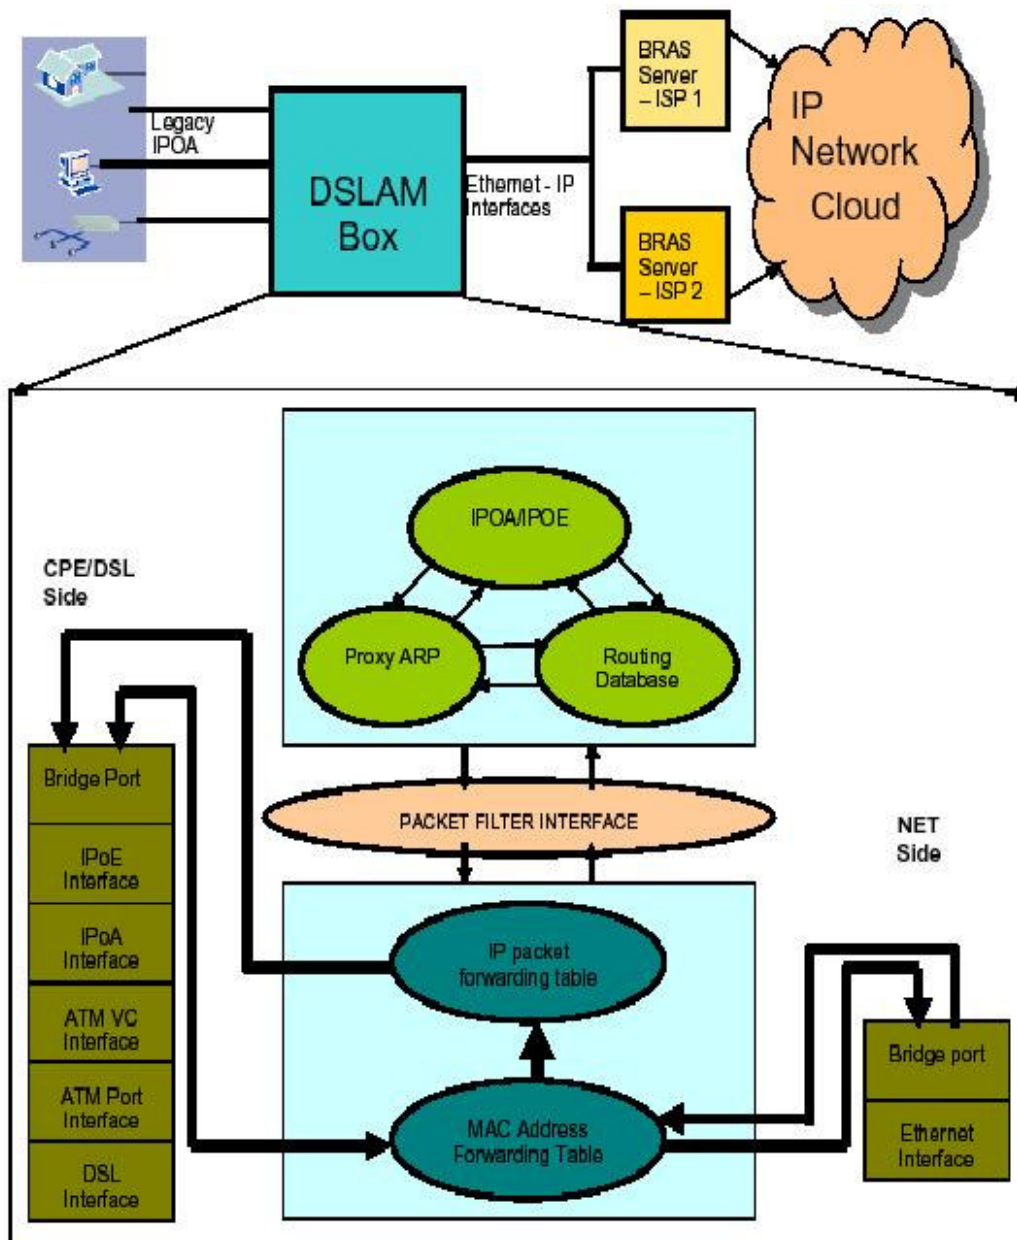 Legacy
IPOA
DSLAM
Box
Ethernet - IP
Interfaces
BRAS
Server
– ISP 1
BRAS
Server
– ISP 2
IP
Network
Cloud
CPE/DSL
Side
IPOA/IPOE
Proxy ARP
Routing
Database
PACKET FILTER INTERFACE
NET
Side
Bridge Port
IPoE
Interface
IPoA
Interface
ATM VC
Interface
ATM Port
Interface
DSL
Interface
IP packet
forwarding table
MAC Address
Forwarding Table
Bridge port
Ethernet
Interface